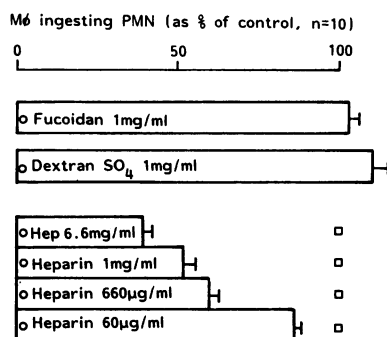 Mø ingesting PMN (as % of control, n=10)
0 50 100
Fucoidan 1mg/ml
Dextran SO₄ 1mg/ml
Hep 6.6mg/ml
Heparin 1mg/ml
Heparin 660µg/ml
Heparin 60µg/ml